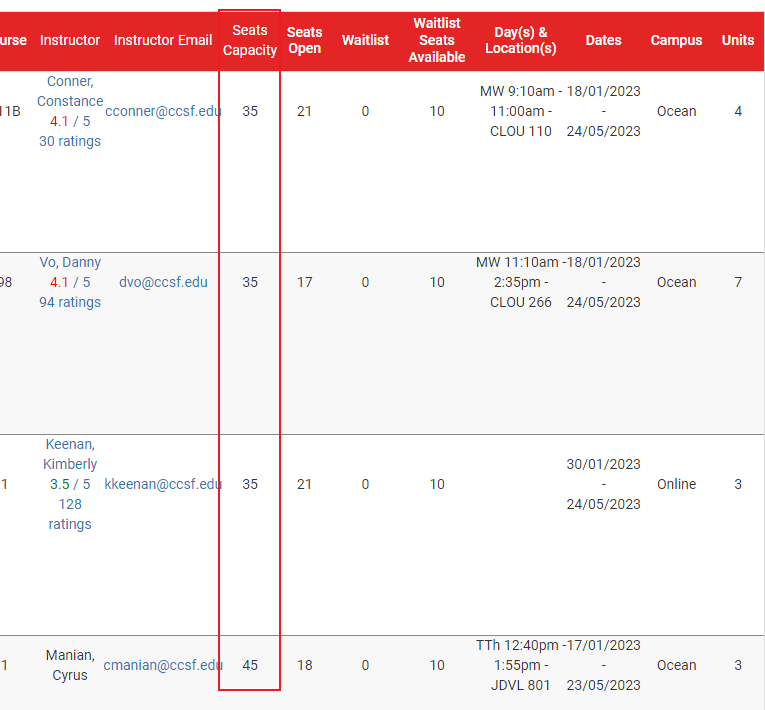 urse Instructor Instructor Email Seats Capacity Seats Open Waitlist Waitlist Seats Available Day(s) & Location(s) Dates Campus Units
11B Conner, Constance 4.1 / 5 30 ratings cconner@ccsf.edu 35 21 0 10 MW 9:10am - 11:00am - CLOU 110 18/01/2023 - 24/05/2023 Ocean 4
98 Vo, Danny 4.1 / 5 94 ratings dvo@ccsf.edu 35 17 0 10 MW 11:10am - 2:35pm - CLOU 266 18/01/2023 - 24/05/2023 Ocean 7
1 Keenan, Kimberly 3.5 / 5 128 ratings kkeenan@ccsf.edu 35 21 0 10 30/01/2023 - 24/05/2023 Online 3
1 Manian, Cyrus cmanian@ccsf.edu 45 18 0 10 TTh 12:40pm - 1:55pm - JDVL 801 17/01/2023 - 23/05/2023 Ocean 3